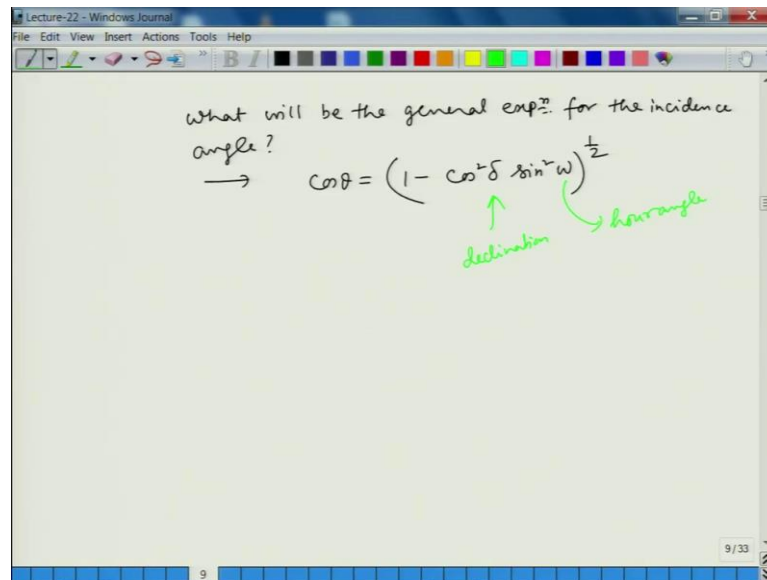 Lecture-22 - Windows Journal
File Edit View Insert Actions Tools Help
B I
what will be the general expⁿ. for the incidence
angle?
→ cosθ = (1 - cos²δ sin²ω)^½
declination
hour angle
9/33
9